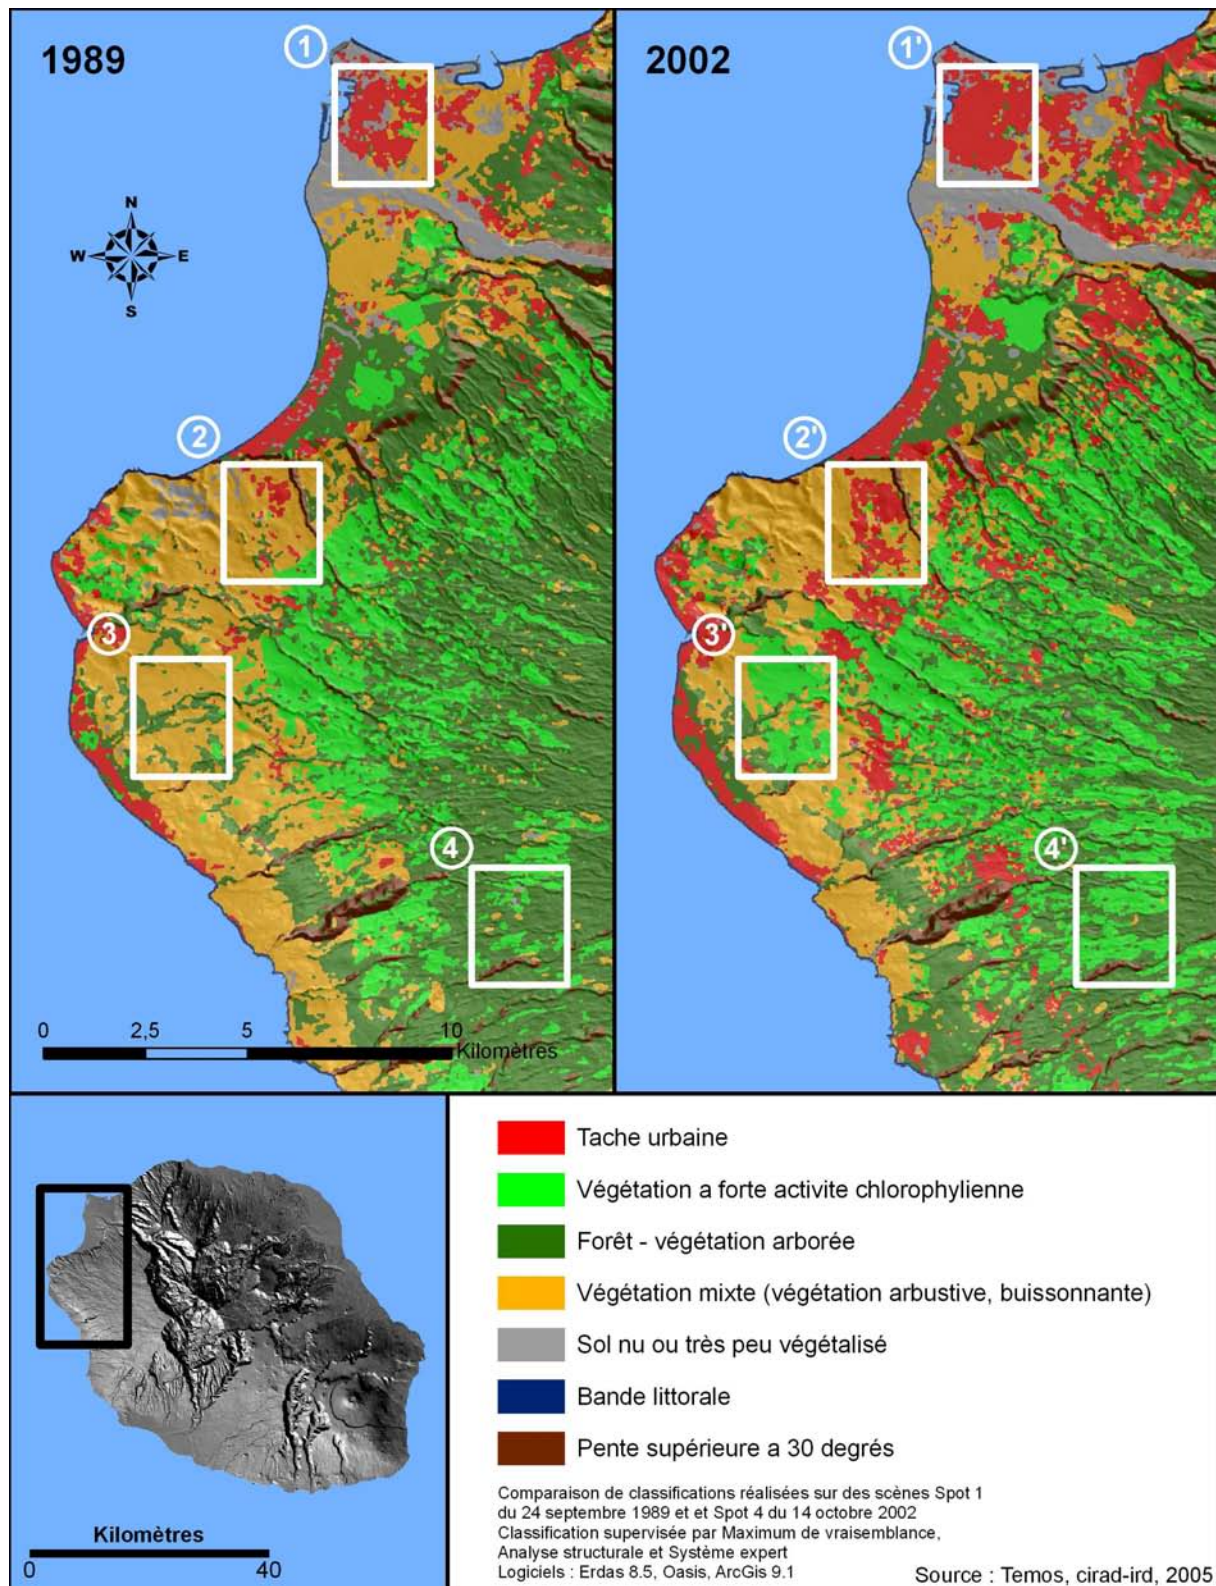 1989
1
2002
1'
N
W
E
S
2
2'
3
3'
4
4'
0 2,5 5 10
Kilomètres
Tache urbaine
Végétation a forte activite chlorophylienne
Forêt - végétation arborée
Végétation mixte (végétation arbustive, buissonnante)
Sol nu ou très peu végétalisé
Bande littorale
Pente supérieure a 30 degrés
Comparaison de classifications réalisées sur des scènes Spot 1
du 24 septembre 1989 et et Spot 4 du 14 octobre 2002
Classification supervisée par Maximum de vraisemblance,
Analyse structurale et Système expert
Logiciels : Erdas 8.5, Oasis, ArcGis 9.1
Source : Temos, cirad-ird, 2005
Kilomètres
0 40